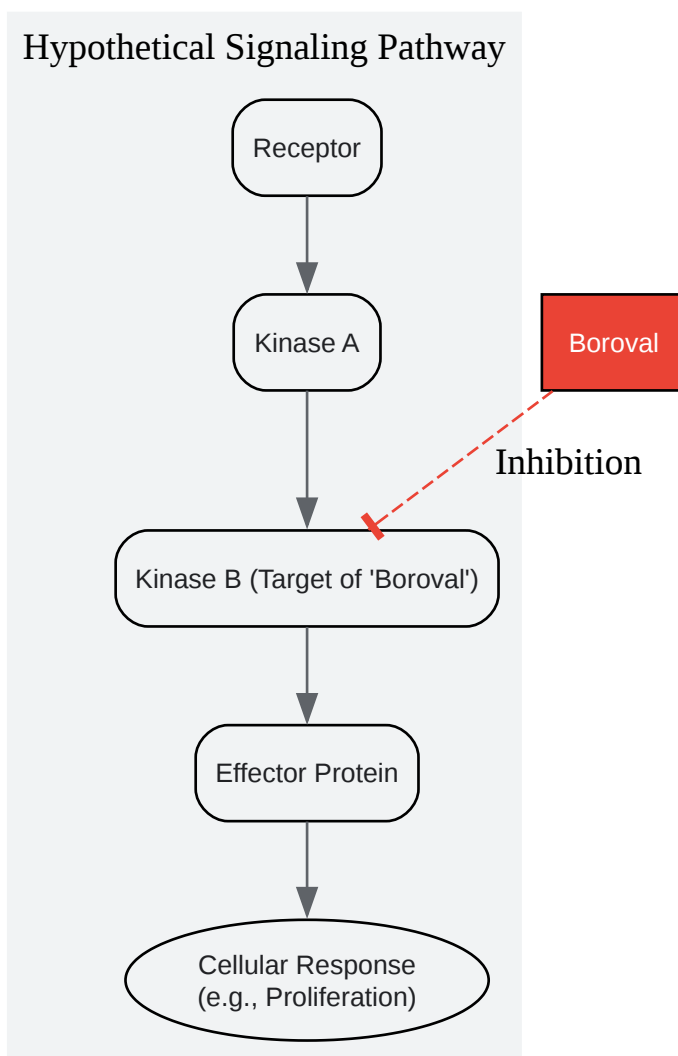 Hypothetical Signaling Pathway
Receptor
Kinase A
Boroval
Inhibition
Kinase B (Target of 'Boroval')
Effector Protein
Cellular Response
(e.g., Proliferation)